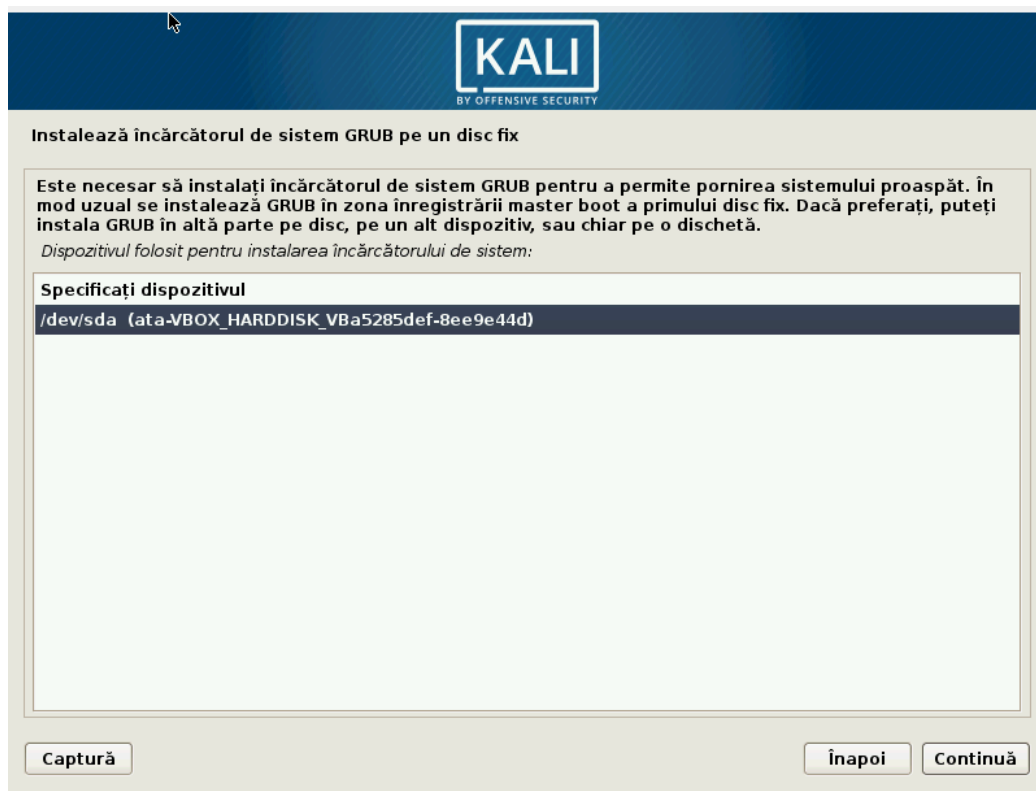 KALI
BY OFFENSIVE SECURITY
Instalează încărcătorul de sistem GRUB pe un disc fix
Este necesar să instalați încărcătorul de sistem GRUB pentru a permite pornirea sistemului proaspăt. În
mod uzual se instalează GRUB în zona înregistrării master boot a primului disc fix. Dacă preferați, puteți
instala GRUB în altă parte pe disc, pe un alt dispozitiv, sau chiar pe o dischetă.
Dispozitivul folosit pentru instalarea încărcătorului de sistem:
Specificați dispozitivul
/dev/sda (ata-VBOX_HARDDISK_VBa5285def-8ee9e44d)
Captură
Înapoi
Continuă